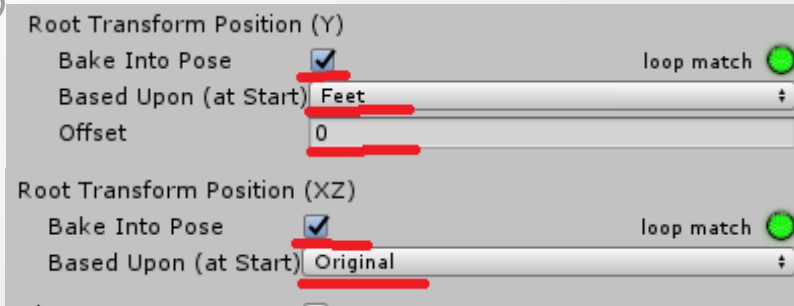 Root Transform Position (Y)
Bake Into Pose loop match
Based Upon (at Start) Feet
Offset 0
Root Transform Position (XZ)
Bake Into Pose loop match
Based Upon (at Start) Original